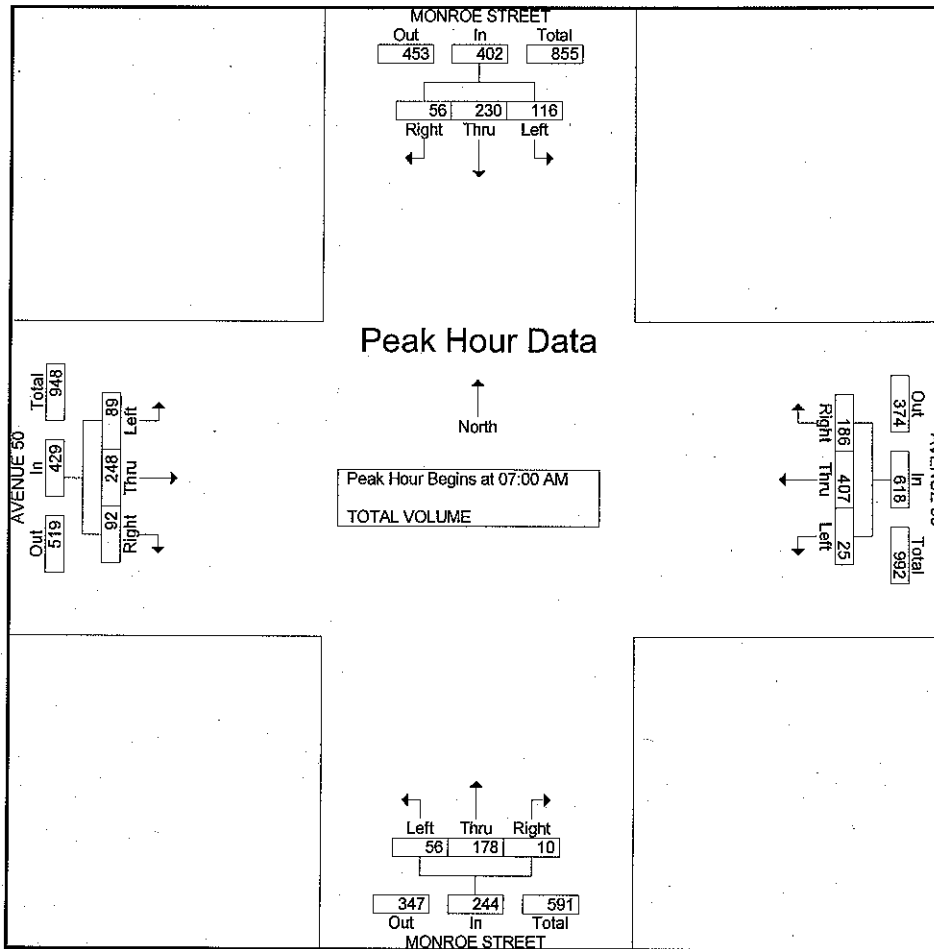 MONROE STREET
Out In Total
453 402 855
56 230 116
Right Thru Left
Peak Hour Data
North
Peak Hour Begins at 07:00 AM
TOTAL VOLUME
AVENUE 50
Total In Out
948 429 519
89 248 92
Left Thru Right
Right Thru Left
186 407 25
374 618 992
Out In Total
Left Thru Right
56 178 10
347 244 591
Out In Total
MONROE STREET